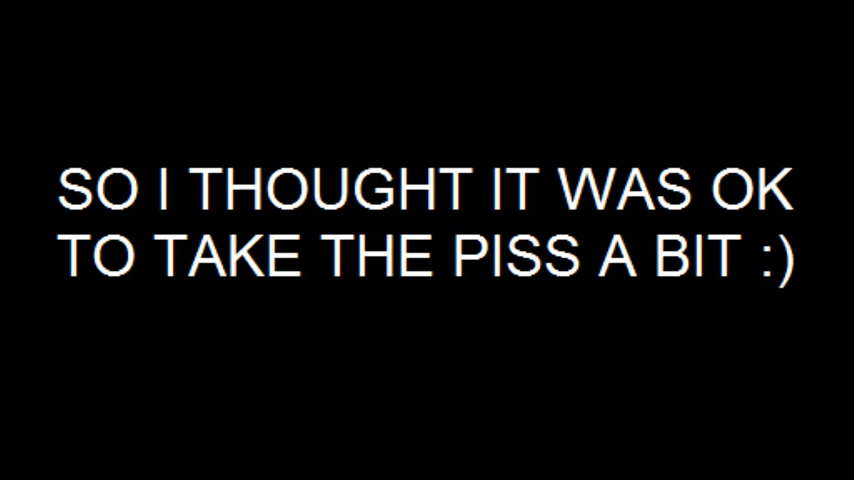 SO I THOUGHT IT WAS OK
TO TAKE THE PISS A BIT :)